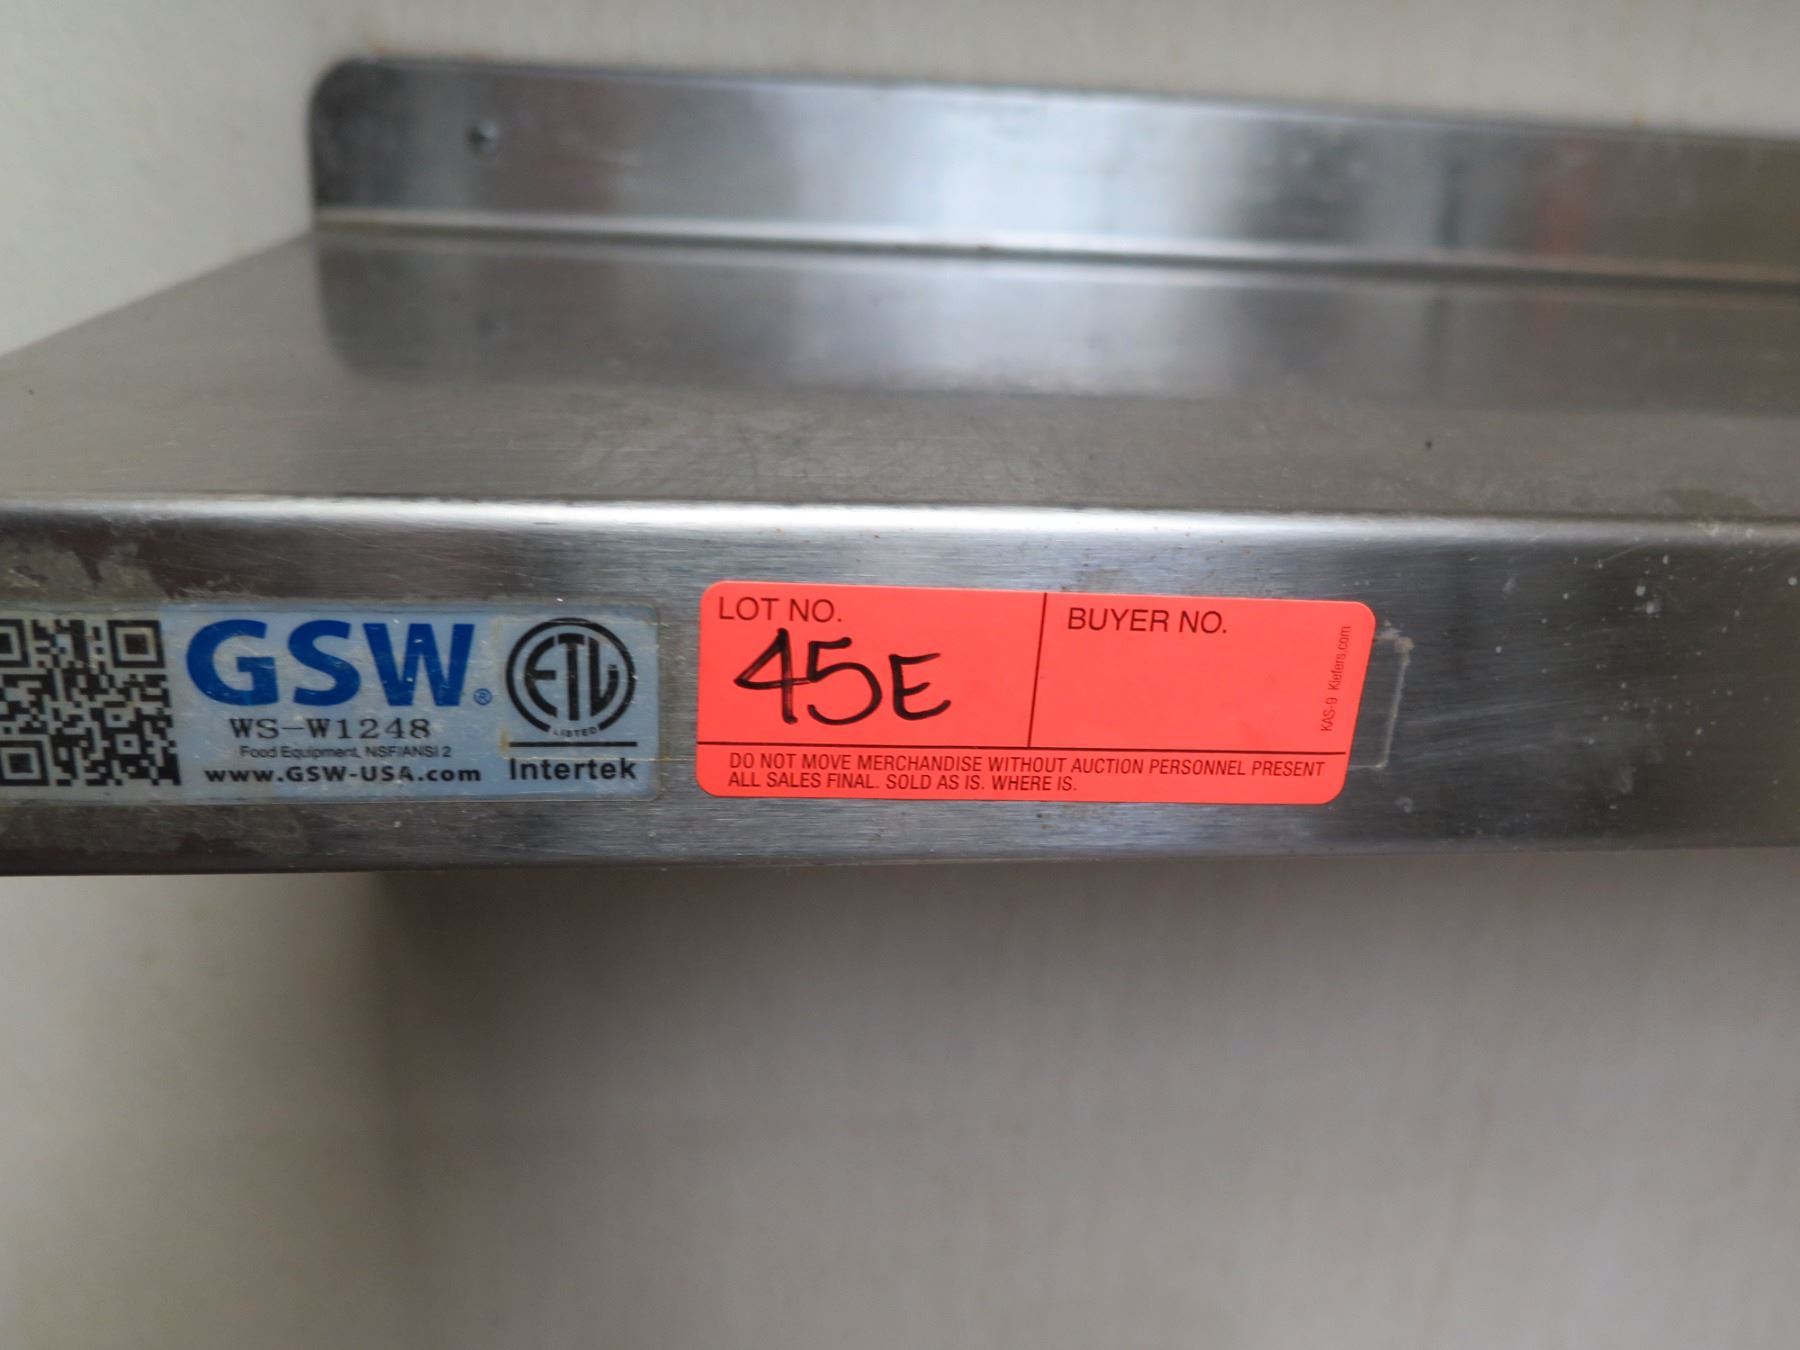 GSW®
WS-W1248
Food Equipment, NSF/ANSI 2
www.GSW-USA.com
ETL
LISTED
Intertek
LOT NO.
45E
BUYER NO.
KAS-9 Kiefers.com
DO NOT MOVE MERCHANDISE WITHOUT AUCTION PERSONNEL PRESENT
ALL SALES FINAL. SOLD AS IS. WHERE IS.